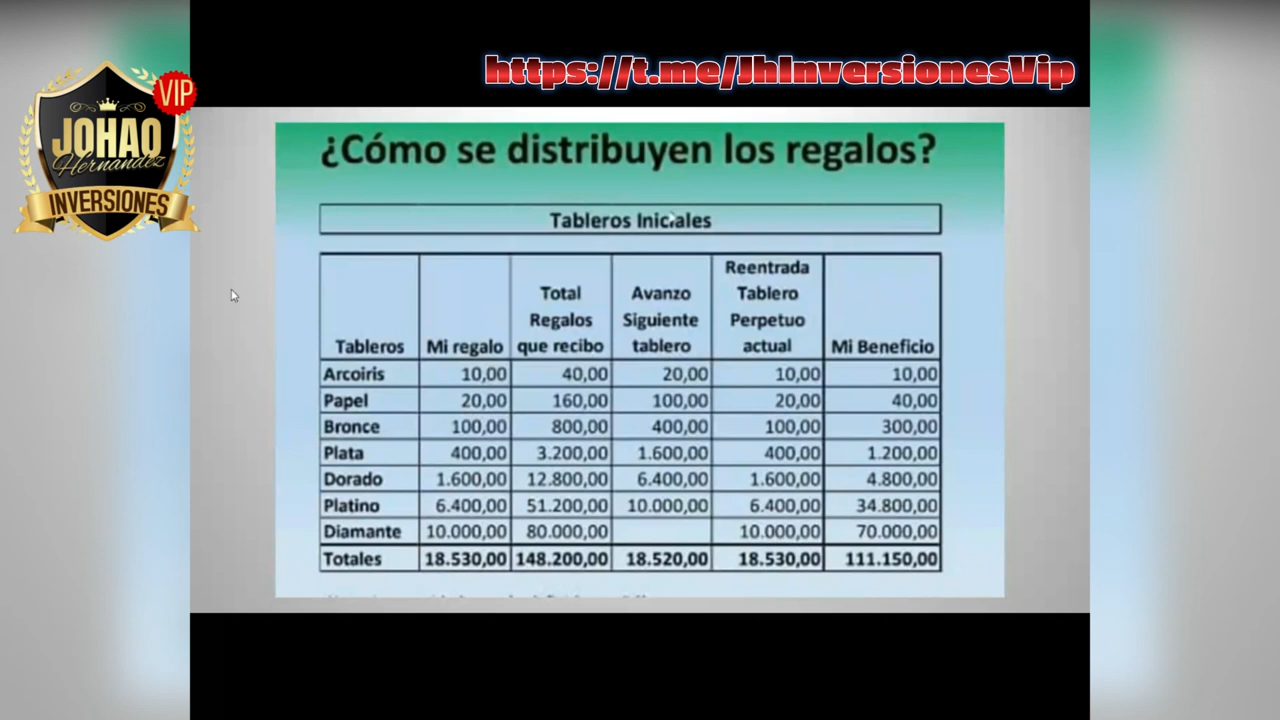 https://t.me/JhInversionesVip
VIP
JOHAO
Hernandez
INVERSIONES
¿Cómo se distribuyen los regalos?
Tableros Iniciales
Tableros Mi regalo Total Regalos que recibo Avanzo Siguiente tablero Reentrada Tablero Perpetuo actual Mi Beneficio
Arcoiris 10,00 40,00 20,00 10,00 10,00
Papel 20,00 160,00 100,00 20,00 40,00
Bronce 100,00 800,00 400,00 100,00 300,00
Plata 400,00 3.200,00 1.600,00 400,00 1.200,00
Dorado 1.600,00 12.800,00 6.400,00 1.600,00 4.800,00
Platino 6.400,00 51.200,00 10.000,00 6.400,00 34.800,00
Diamante 10.000,00 80.000,00 10.000,00 70.000,00
Totales 18.530,00 148.200,00 18.520,00 18.530,00 111.150,00